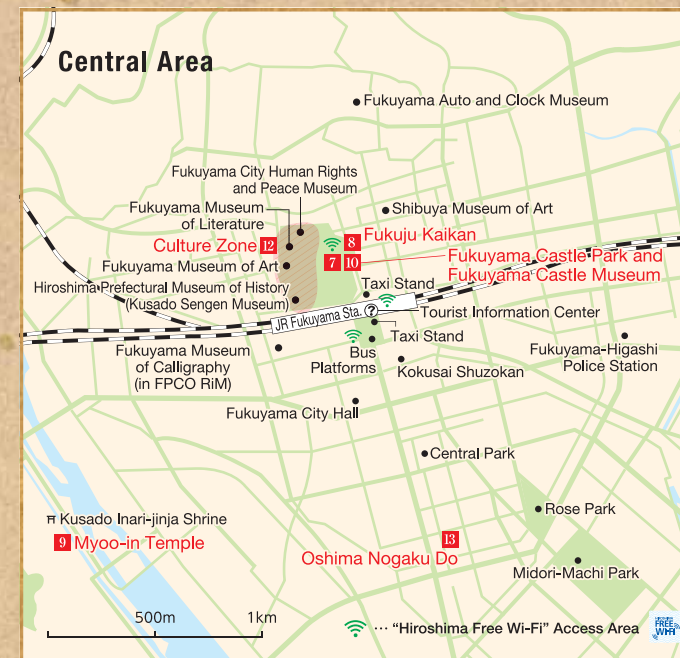 Central Area
Fukuyama Auto and Clock Museum
Fukuyama City Human Rights
and Peace Museum
Fukuyama Museum
of Literature
Shibuya Museum of Art
Culture Zone 12
8 Fukuju Kaikan
7 10 Fukuyama Castle Park and
Fukuyama Castle Museum
Fukuyama Museum of Art
Hiroshima Prefectural Museum of History
(Kusado Sengen Museum)
Taxi Stand
JR Fukuyama Sta. ?
Tourist Information Center
Taxi Stand
Fukuyama Museum
of Calligraphy
(in FPCO RiM)
Bus
Platforms
Kokusai Shuzokan
Fukuyama-Higashi
Police Station
Fukuyama City Hall
Central Park
Rose Park
Kusado Inari-jinja Shrine
9 Myoo-in Temple
13
Oshima Nogaku Do
Midori-Machi Park
500m 1km
… “Hiroshima Free Wi-Fi” Access Area
FREE
Wi-Fi